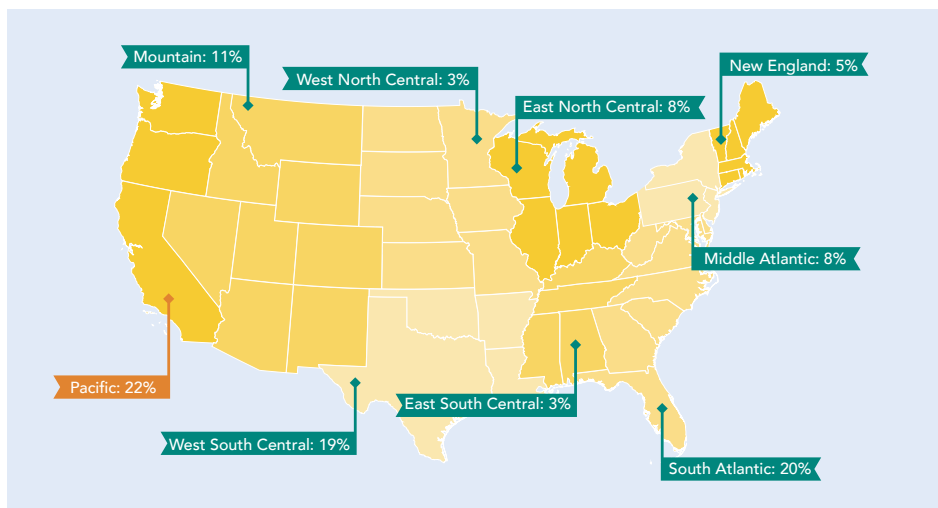 Mountain: 11%
New England: 5%
West North Central: 3%
East North Central: 8%
Middle Atlantic: 8%
Pacific: 22%
East South Central: 3%
West South Central: 19%
South Atlantic: 20%